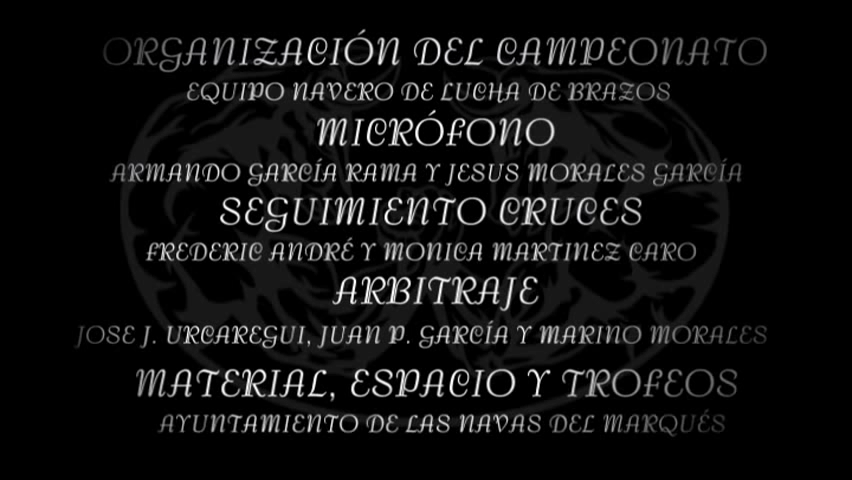 ORGANIZACIÓN DEL CAMPEONATO
EQUIPO NAVERO DE LUCHA DE BRAZOS
MICRÓFONO
ARMANDO GARCÍA RAMA Y JESUS MORALES GARCÍA
SEGUIMIENTO CRUCES
FREDERIC ANDRÉ Y MONICA MARTINEZ CARO
ARBITRAJE
JOSE J. URCAREGUI, JUAN P. GARCÍA Y MARINO MORALES
MATERIAL, ESPACIO Y TROFEOS
AYUNTAMIENTO DE LAS NAVAS DEL MARQUÉS